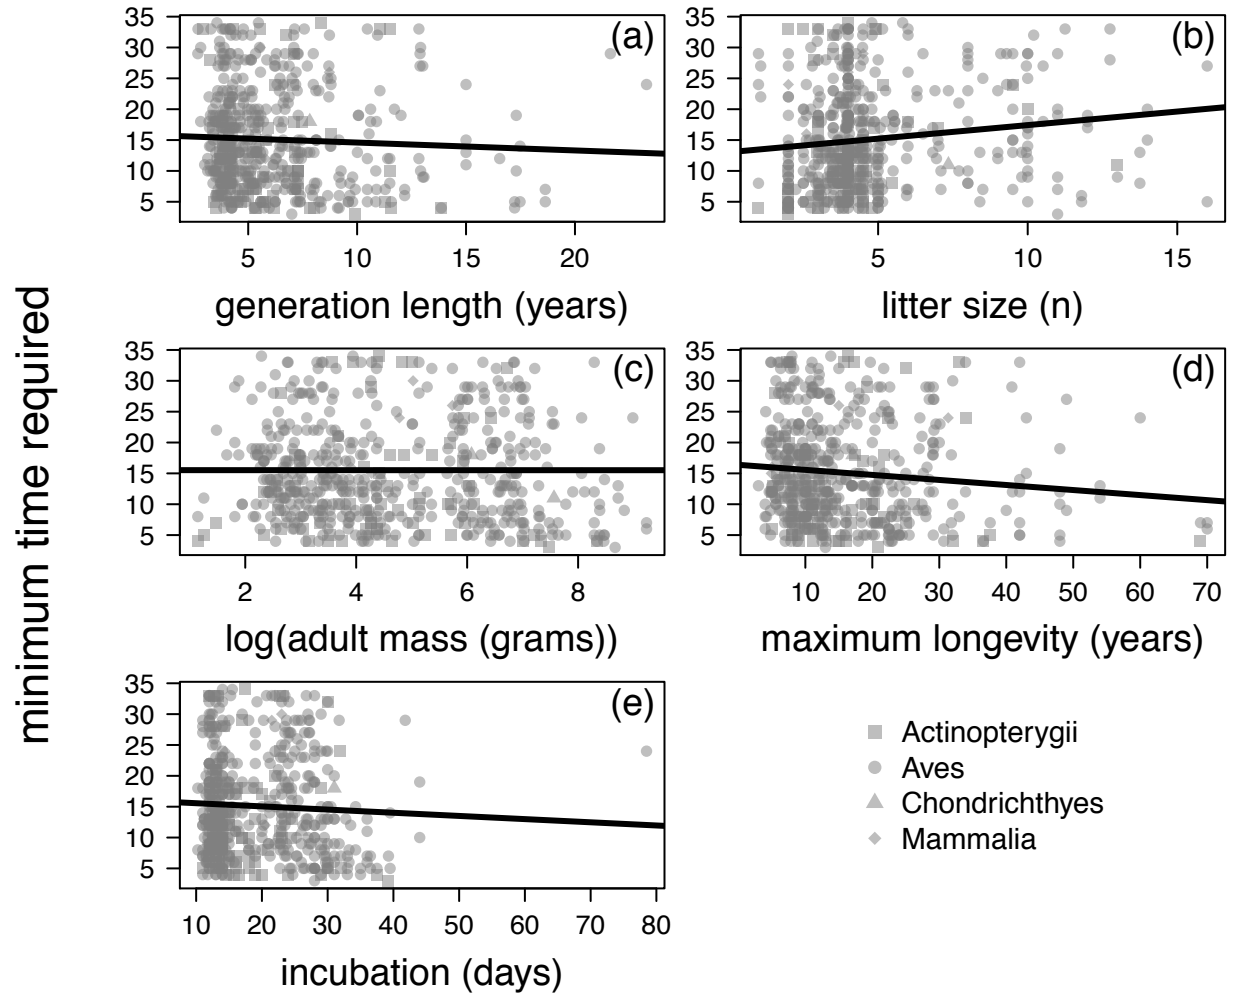 minimum time required
35
30
25
20
15
10
5
(a)
5 10 15 20
generation length (years)
35
30
25
20
15
10
5
(b)
5 10 15
litter size (n)
35
30
25
20
15
10
5
(c)
2 4 6 8
log(adult mass (grams))
35
30
25
20
15
10
5
(d)
10 20 30 40 50 60 70
maximum longevity (years)
35
30
25
20
15
10
5
(e)
10 20 30 40 50 60 70 80
incubation (days)
Actinopterygii
Aves
Chondrichthyes
Mammalia